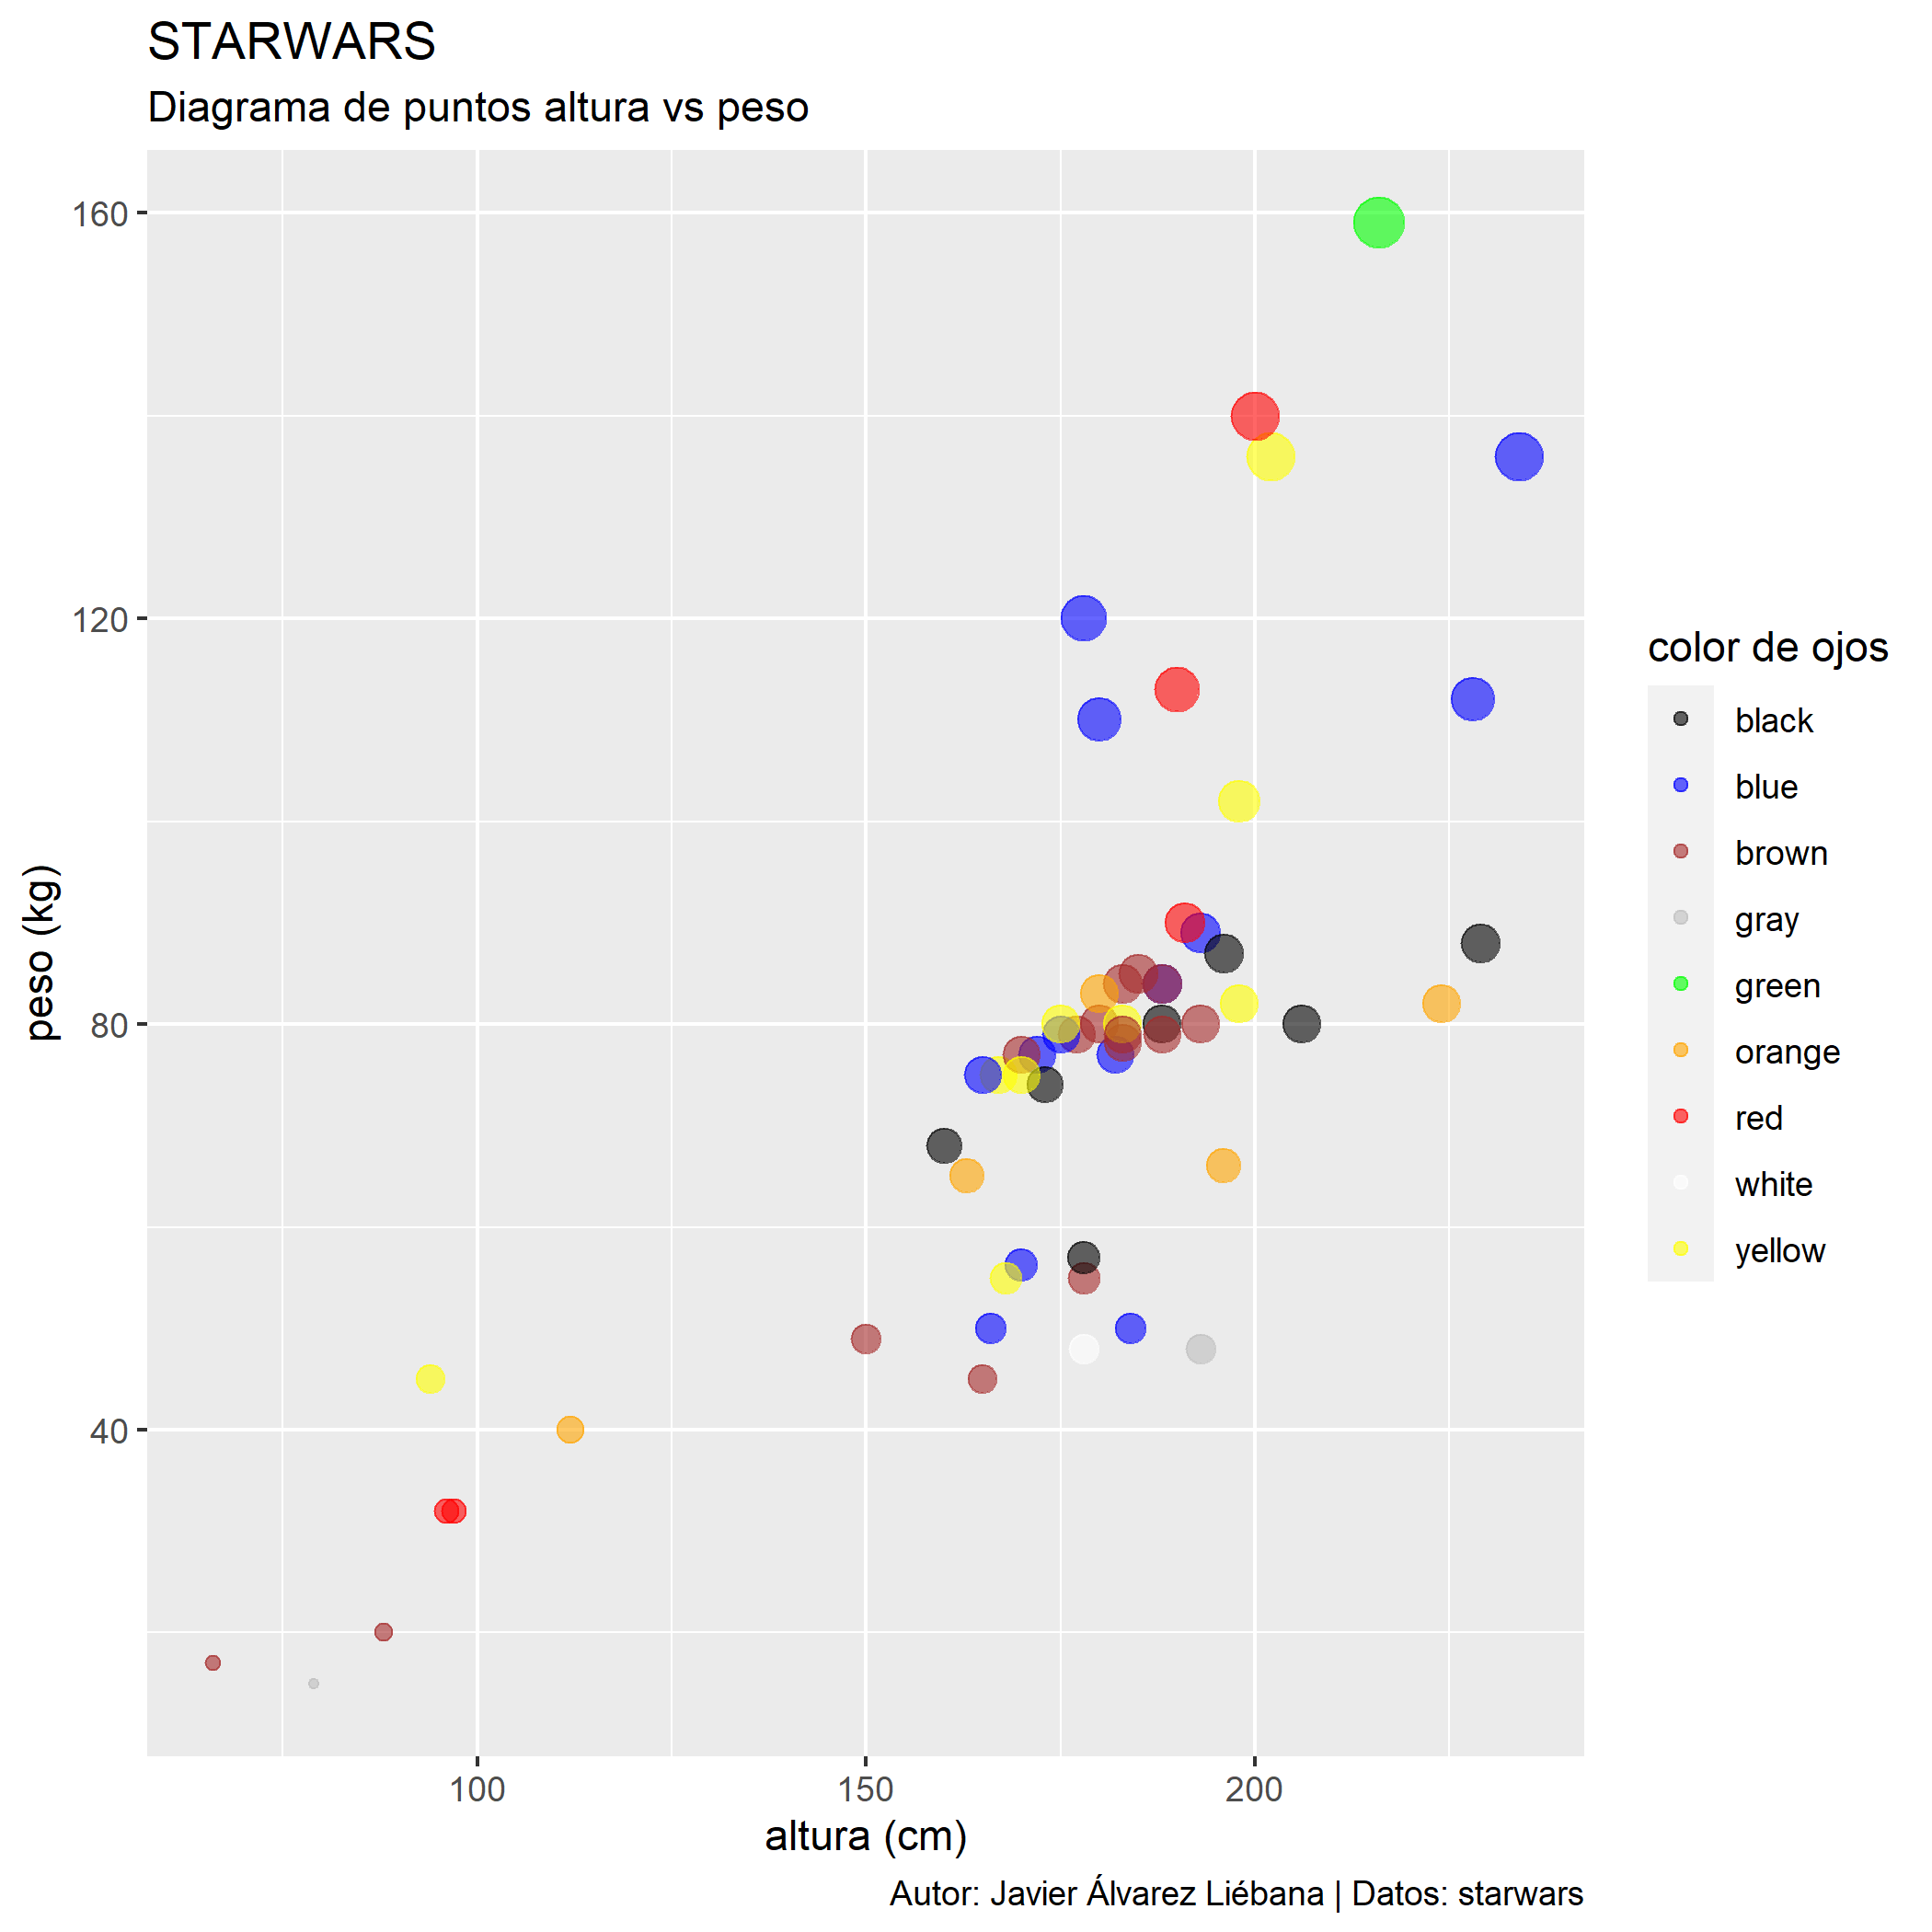 STARWARS
Diagrama de puntos altura vs peso
160
120
80
40
peso (kg)
100
150
200
altura (cm)
color de ojos
black
blue
brown
gray
green
orange
red
white
yellow
Autor: Javier Álvarez Liébana | Datos: starwars